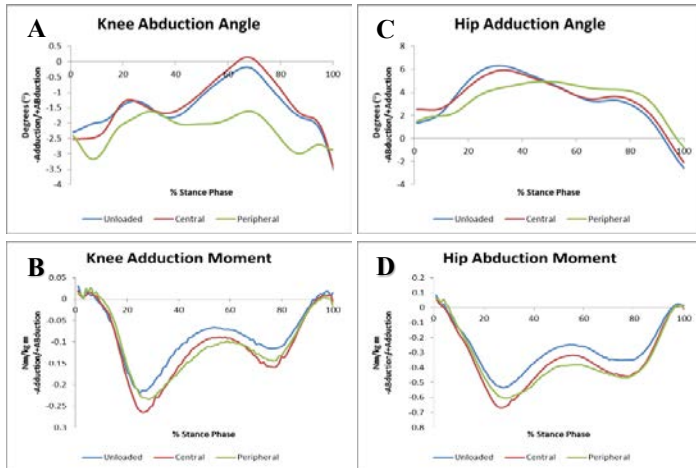 A
Knee Abduction Angle
0.5
0
-0.5
-1
-1.5
-2
-2.5
-3
-3.5
-4
0 20 40 60 80 100
Degrees (°)
-Adduction/+ABduction
% Stance Phase
Unloaded Central Peripheral
C
Hip Adduction Angle
8
6
4
2
0
-2
-4
0 20 40 60 80 100
Degrees (°)
-ABduction/+Adduction
% Stance Phase
Unloaded Central Peripheral
B
Knee Adduction Moment
0.05
0
-0.05
-0.1
-0.15
-0.2
-0.25
0.3
0 20 40 60 80 100
Nm/kgm
-Adduction/+ABduction
% Stance Phase
Unloaded Central Peripheral
D
Hip Abduction Moment
0.2
0.1
0
-0.1
-0.2
-0.3
-0.4
-0.5
-0.6
-0.7
-0.8
0 20 40 60 80 100
Nm/kgm
-ABduction/+Adduction
% Stance Phase
Unloaded Central Peripheral